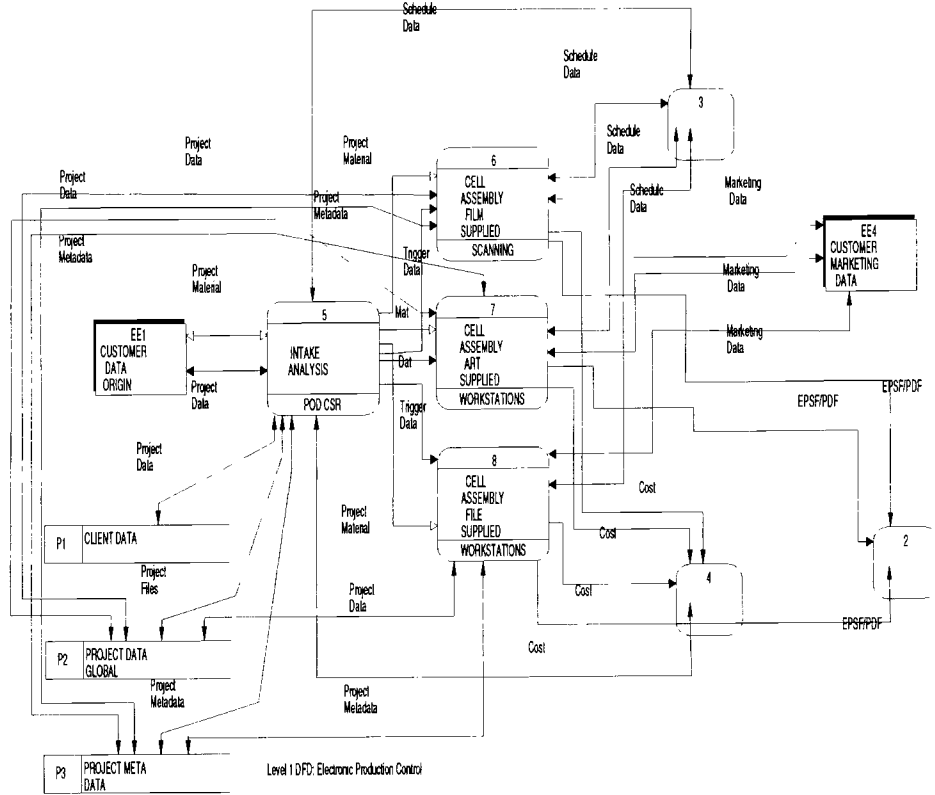 Schedule
Data
Schedule
Data
3
Project
Data
Project
Material
6
Schedule
Data
Project
Data
CELL
ASSEMBLY
FILM
SUPPLIED
SCANNING
Project
Metadata
Schedule
Data
Marketing
Data
EE4
CUSTOMER
MARKETING
DATA
Project
Metadata
Trigger
Data
Project
Material
Marketing
Data
5
INTAKE
ANALYSIS
POD CSR
Mat
7
CELL
ASSEMBLY
ART
SUPPLIED
WORKSTATIONS
EE1
CUSTOMER
DATA
ORIGIN
Marketing
Data
Dat
Project
Data
EPSF/PDF
EPSF/PDF
Trigger
Data
Project
Data
8
CELL
ASSEMBLY
FILE
SUPPLIED
WORKSTATIONS
Cost
Project
Material
Cost
2
P1
CLIENT DATA
Project
Files
Project
Data
Cost
4
EPSF/PDF
P2
PROJECT DATA
GLOBAL
Cost
Project
Metadata
Project
Metadata
P3
PROJECT META
DATA
Level 1 DFD: Electronic Production Control